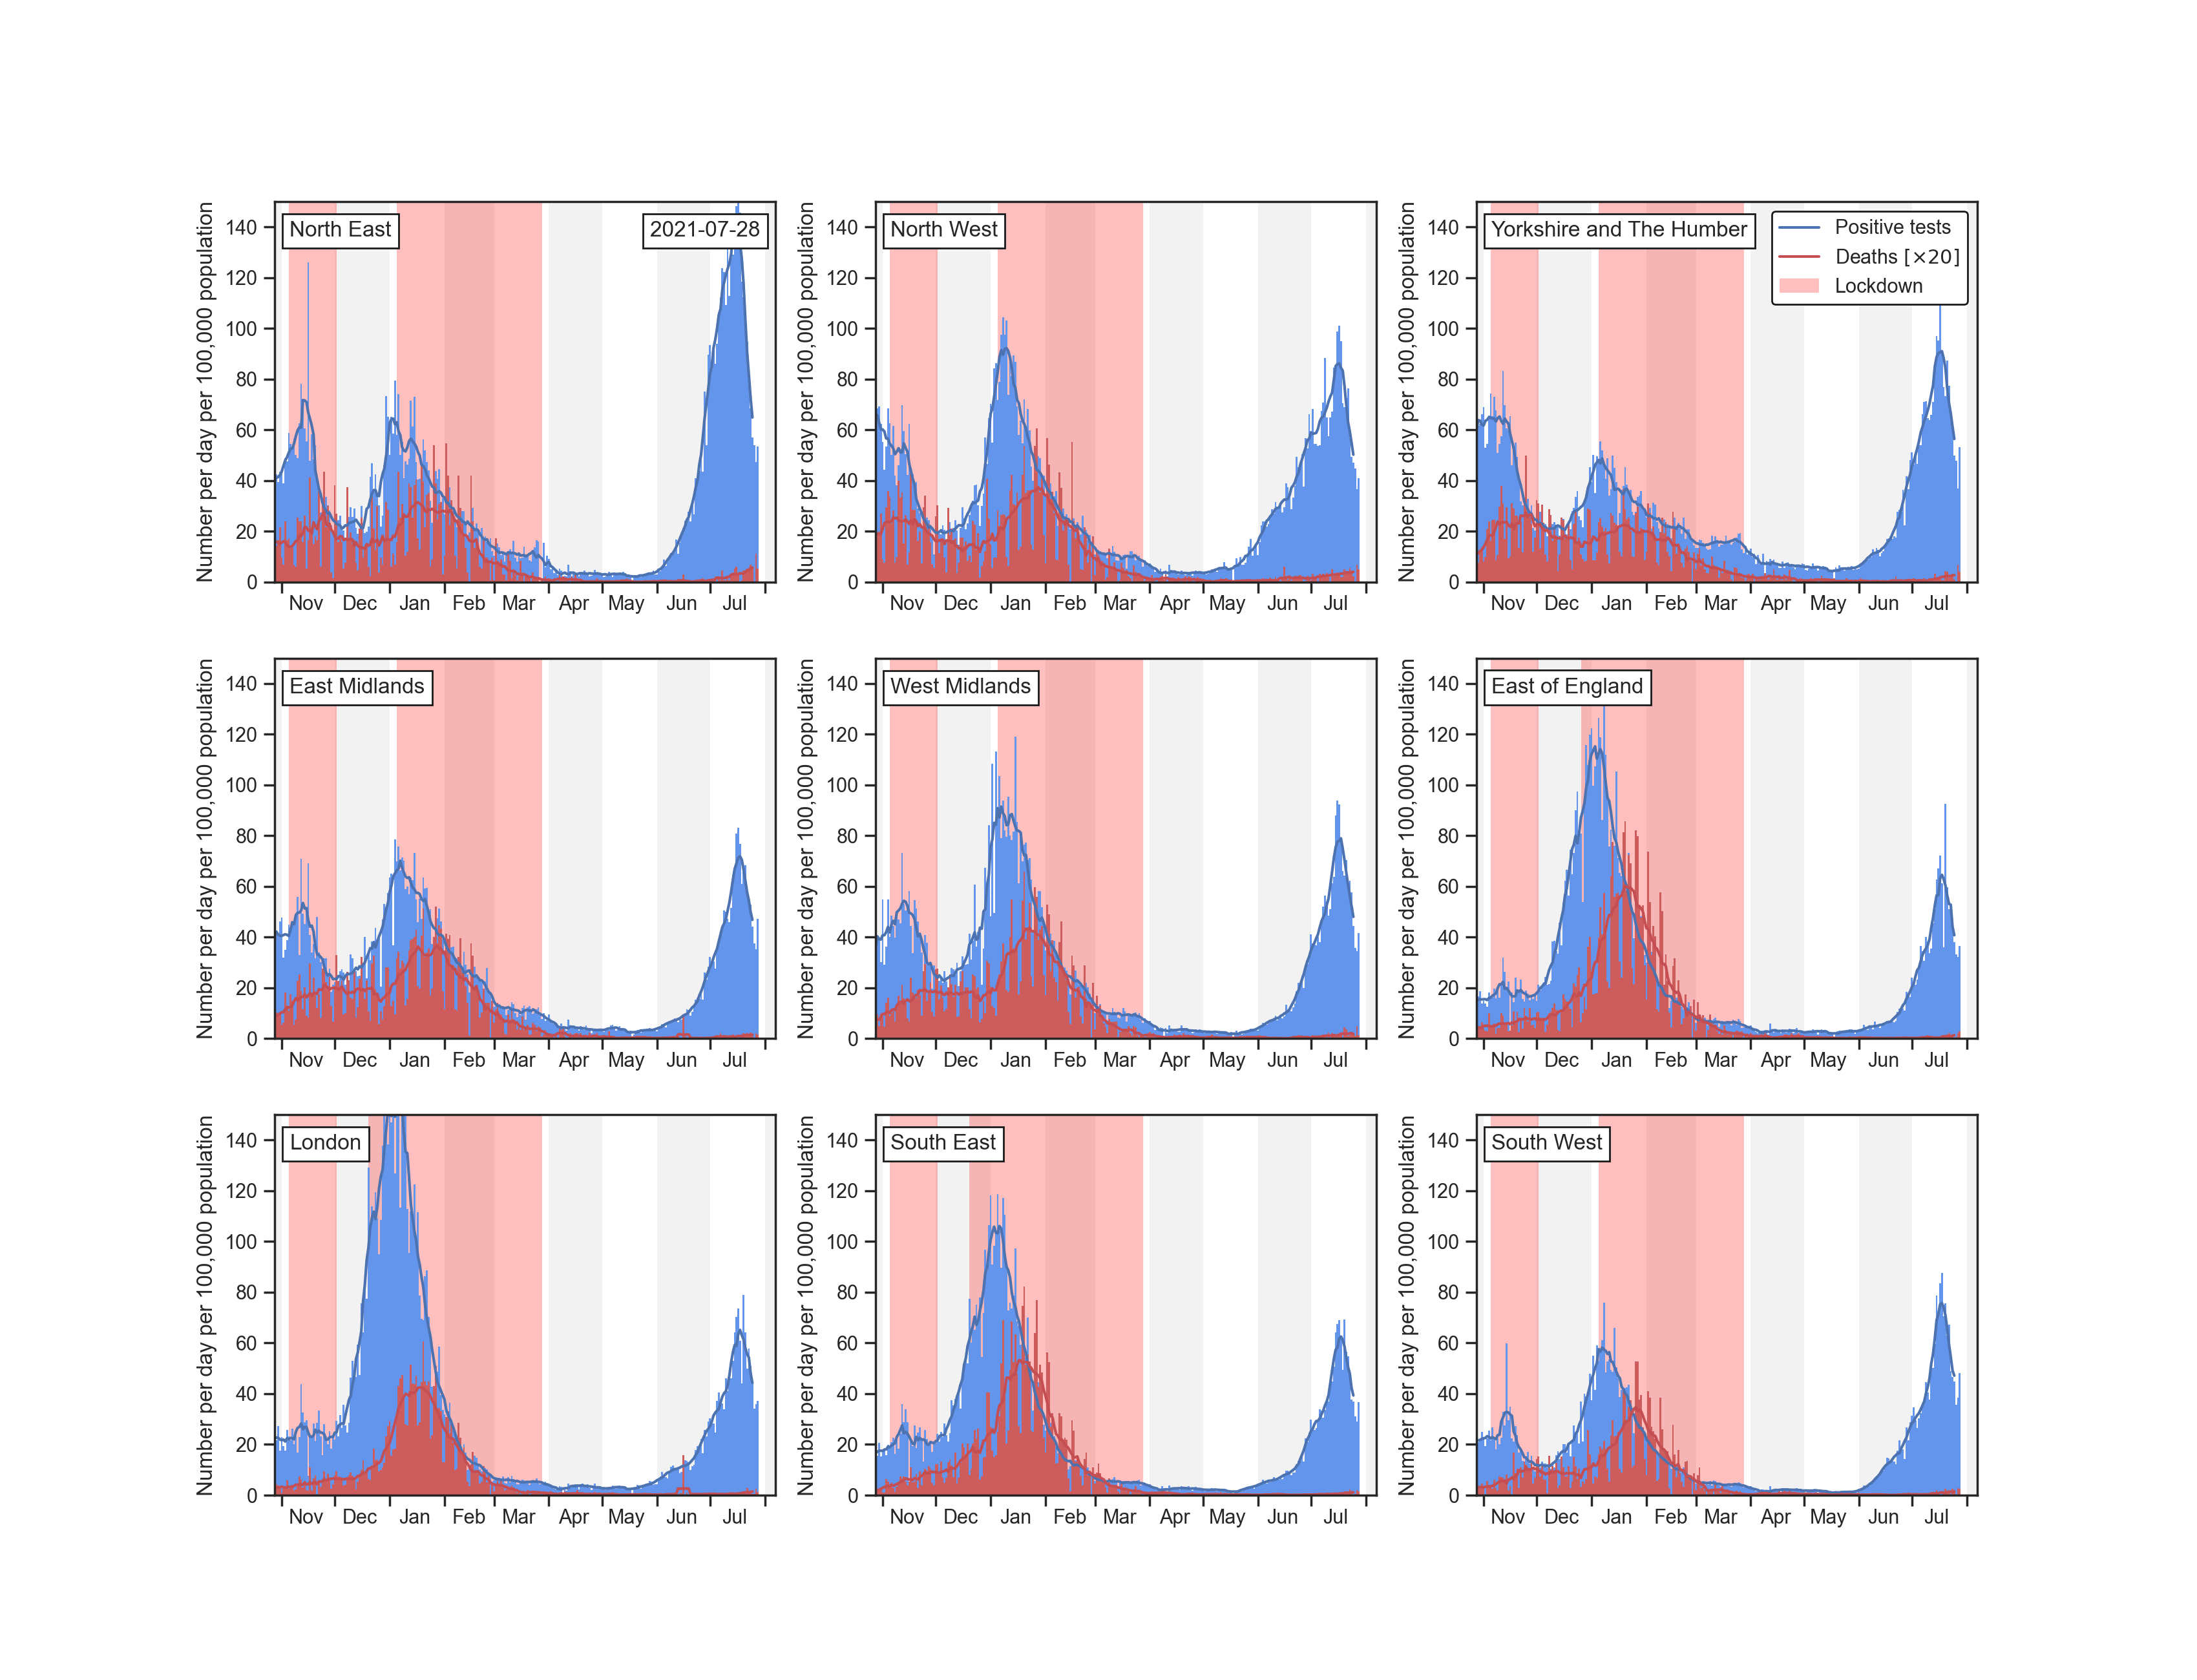 Number per day per 100,000 population
140
120
100
80
60
40
20
0
North East
2021-07-28
Nov Dec Jan Feb Mar Apr May Jun Jul
Number per day per 100,000 population
140
120
100
80
60
40
20
0
North West
Nov Dec Jan Feb Mar Apr May Jun Jul
Number per day per 100,000 population
140
120
100
80
60
40
20
0
Yorkshire and The Humber
Positive tests
Deaths [×20]
Lockdown
Nov Dec Jan Feb Mar Apr May Jun Jul
Number per day per 100,000 population
140
120
100
80
60
40
20
0
East Midlands
Nov Dec Jan Feb Mar Apr May Jun Jul
Number per day per 100,000 population
140
120
100
80
60
40
20
0
West Midlands
Nov Dec Jan Feb Mar Apr May Jun Jul
Number per day per 100,000 population
140
120
100
80
60
40
20
0
East of England
Nov Dec Jan Feb Mar Apr May Jun Jul
Number per day per 100,000 population
140
120
100
80
60
40
20
0
London
Nov Dec Jan Feb Mar Apr May Jun Jul
Number per day per 100,000 population
140
120
100
80
60
40
20
0
South East
Nov Dec Jan Feb Mar Apr May Jun Jul
Number per day per 100,000 population
140
120
100
80
60
40
20
0
South West
Nov Dec Jan Feb Mar Apr May Jun Jul